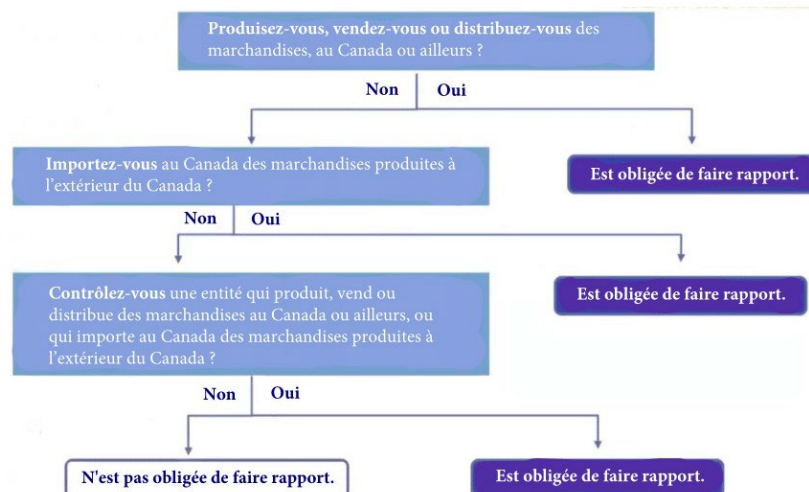 Produisez-vous, vendez-vous ou distribuez-vous des
marchandises, au Canada ou ailleurs ?
Non
Oui
Importez-vous au Canada des marchandises produites à
l'extérieur du Canada ?
Est obligée de faire rapport.
Non
Oui
Contrôlez-vous une entité qui produit, vend ou
distribue des marchandises au Canada ou ailleurs, ou
qui importe au Canada des marchandises produites à
l'extérieur du Canada ?
Est obligée de faire rapport.
Non
Oui
N'est pas obligée de faire rapport.
Est obligée de faire rapport.